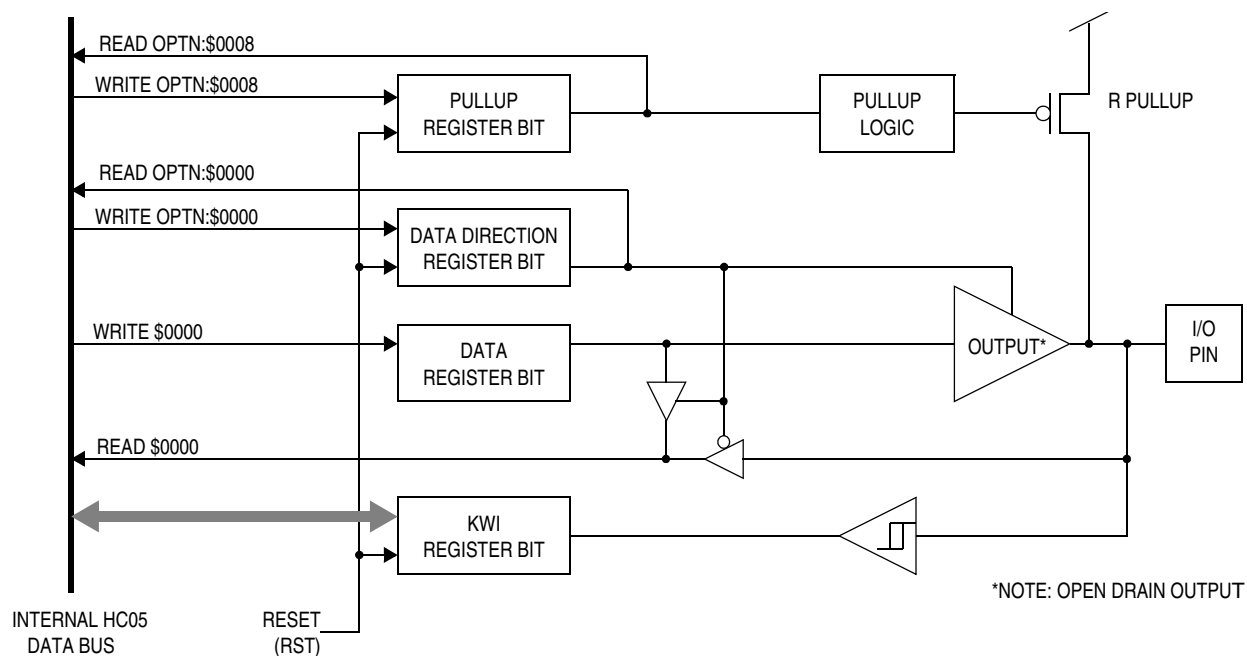 READ OPTN:$0008
WRITE OPTN:$0008
PULLUP
REGISTER BIT
PULLUP
LOGIC
R PULLUP
READ OPTN:$0000
WRITE OPTN:$0000
DATA DIRECTION
REGISTER BIT
WRITE $0000
DATA
REGISTER BIT
OUTPUT*
I/O
PIN
READ $0000
KWI
REGISTER BIT
*NOTE: OPEN DRAIN OUTPUT
INTERNAL HC05
DATA BUS
RESET
(RST)